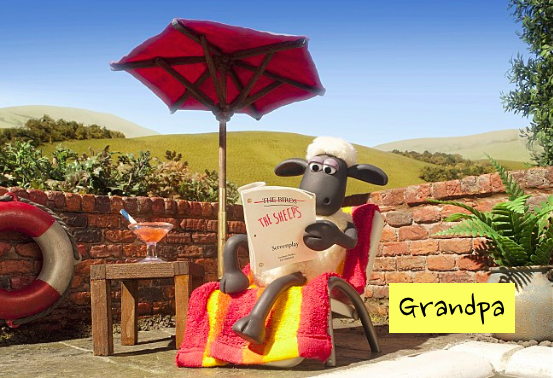 THE BIRDS
THE SHEEPS
Screenplay
Grandpa